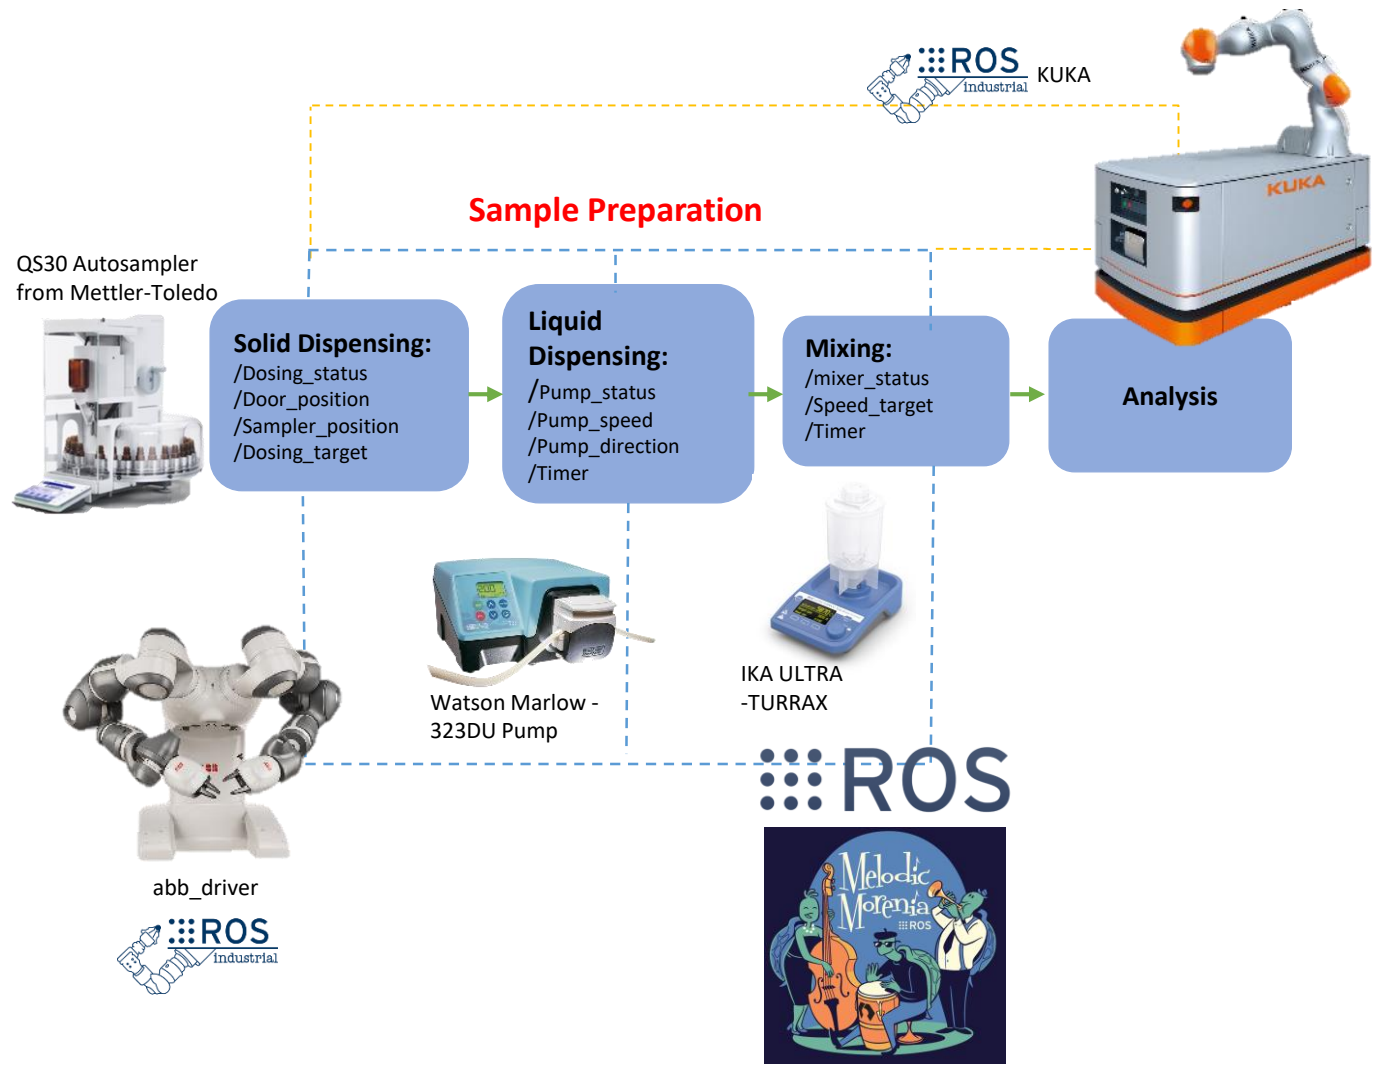 ROS
industrial
KUKA
KUKA
Sample Preparation
QS30 Autosampler
from Mettler-Toledo
Solid Dispensing:
/Dosing_status
/Door_position
/Sampler_position
/Dosing_target
Liquid
Dispensing:
/Pump_status
/Pump_speed
/Pump_direction
/Timer
Mixing:
/mixer_status
/Speed_target
/Timer
Analysis
Watson Marlow -
323DU Pump
IKA ULTRA
-TURRAX
ABB
abb_driver
ROS
industrial
ROS
Melodic
Morenia
ROS